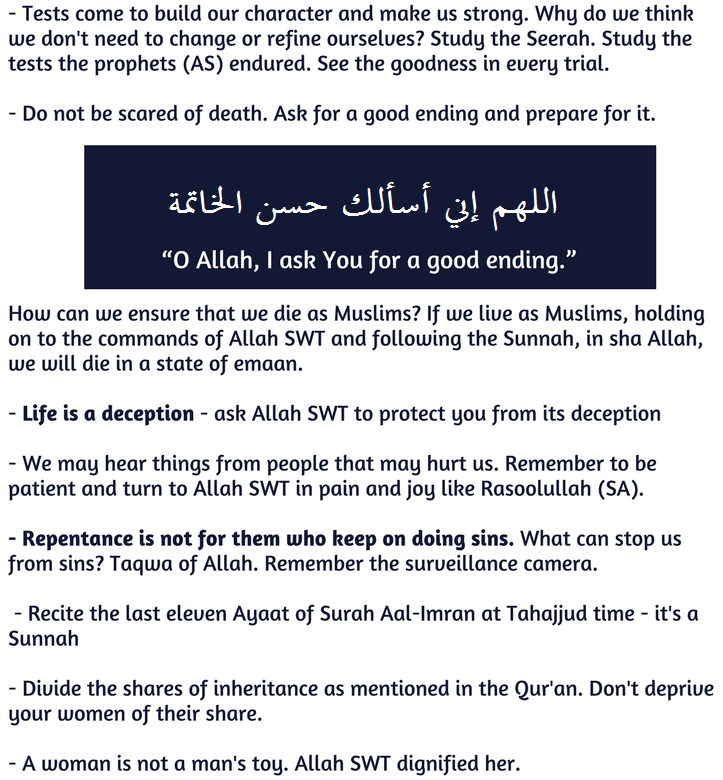 - Tests come to build our character and make us strong. Why do we think
we don't need to change or refine ourselves? Study the Seerah. Study the
tests the prophets (AS) endured. See the goodness in every trial.
- Do not be scared of death. Ask for a good ending and prepare for it.
اللهم إني أسألك حسن الخاتمة
“O Allah, I ask You for a good ending.”
How can we ensure that we die as Muslims? If we live as Muslims, holding
on to the commands of Allah SWT and following the Sunnah, in sha Allah,
we will die in a state of emaan.
- Life is a deception - ask Allah SWT to protect you from its deception
- We may hear things from people that may hurt us. Remember to be
patient and turn to Allah SWT in pain and joy like Rasoolullah (SA).
- Repentance is not for them who keep on doing sins. What can stop us
from sins? Taqwa of Allah. Remember the surveillance camera.
- Recite the last eleven Ayaat of Surah Aal-Imran at Tahajjud time - it's a
Sunnah
- Divide the shares of inheritance as mentioned in the Qur'an. Don't deprive
your women of their share.
- A woman is not a man's toy. Allah SWT dignified her.